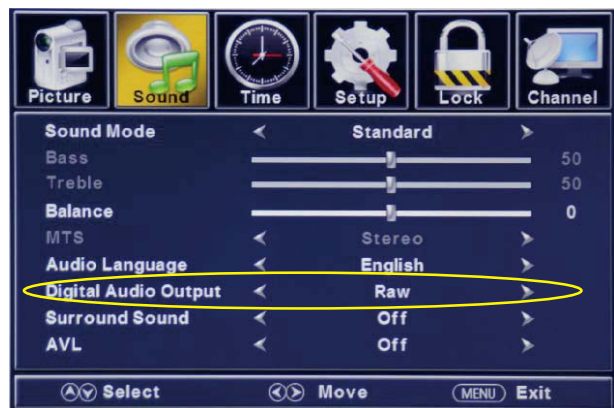 Picture Sound Time Setup Lock Channel
Sound Mode Standard
Bass 50
Treble 50
Balance 0
MTS Stereo
Audio Language English
Digital Audio Output Raw
Surround Sound Off
AVL Off
Select Move MENU Exit